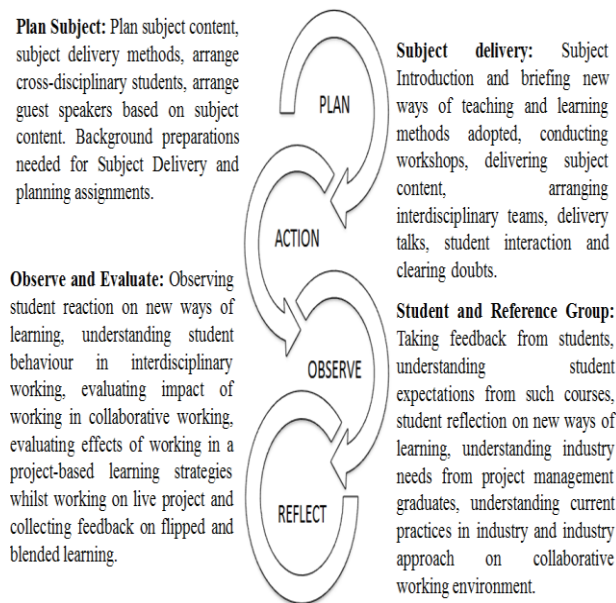 Plan Subject: Plan subject content,
subject delivery methods, arrange
cross-disciplinary students, arrange
guest speakers based on subject
content. Background preparations
needed for Subject Delivery and
planning assignments.
PLAN
Subject delivery: Subject
Introduction and briefing new
ways of teaching and learning
methods adopted, conducting
workshops, delivering subject
content, arranging
interdisciplinary teams, delivery
talks, student interaction and
clearing doubts.
ACTION
Observe and Evaluate: Observing
student reaction on new ways of
learning, understanding student
behaviour in interdisciplinary
working, evaluating impact of
working in collaborative working,
evaluating effects of working in a
project-based learning strategies
whilst working on live project and
collecting feedback on flipped and
blended learning.
OBSERVE
Student and Reference Group:
Taking feedback from students,
understanding student
expectations from such courses,
student reflection on new ways of
learning, understanding industry
needs from project management
graduates, understanding current
practices in industry and industry
approach on collaborative
working environment.
REFLECT